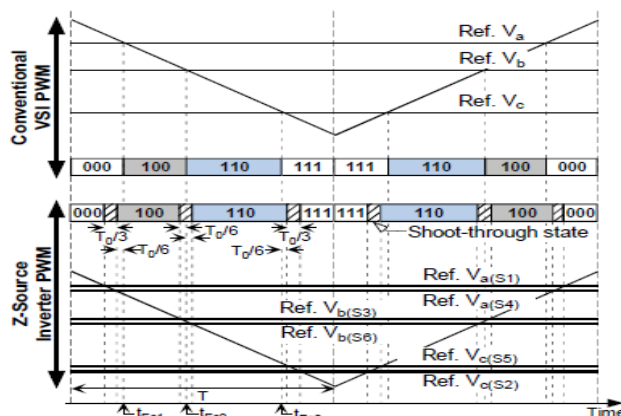 Conventional
VSI PWM
Ref. Va
Ref. Vb
Ref. Vc
000 100 110 111 111 110 100 000
000 100 110 111 111 110 100 000
T0/3 T0/6 T0/3
T0/6 T0/6
Shoot-through state
Z-Source
Inverter PWM
Ref. Va(S1)
Ref. Va(S4)
Ref. Vb(S3)
Ref. Vb(S6)
Ref. Vc(S5)
Ref. Vc(S2)
T
Time